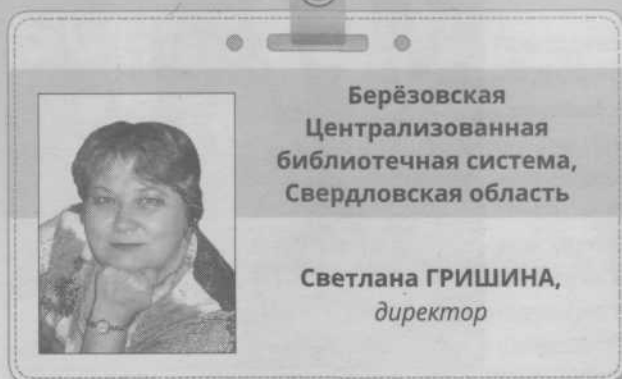 Берёзовская
Централизованная
библиотечная система,
Свердловская область
Светлана ГРИШИНА,
директор